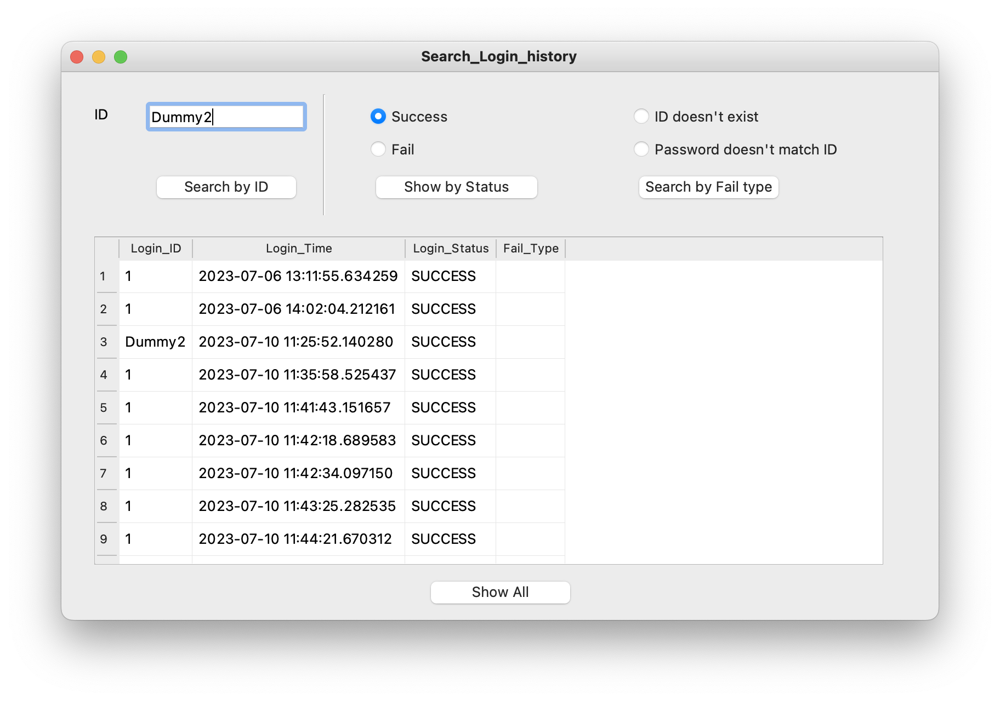 Search_Login_history
ID
Dummy2
Success
ID doesn't exist
Fail
Password doesn't match ID
Search by ID
Show by Status
Search by Fail type
Login_ID Login_Time Login_Status Fail_Type
1 1 2023-07-06 13:11:55.634259 SUCCESS
2 1 2023-07-06 14:02:04.212161 SUCCESS
3 Dummy2 2023-07-10 11:25:52.140280 SUCCESS
4 1 2023-07-10 11:35:58.525437 SUCCESS
5 1 2023-07-10 11:41:43.151657 SUCCESS
6 1 2023-07-10 11:42:18.689583 SUCCESS
7 1 2023-07-10 11:42:34.097150 SUCCESS
8 1 2023-07-10 11:43:25.282535 SUCCESS
9 1 2023-07-10 11:44:21.670312 SUCCESS
Show All